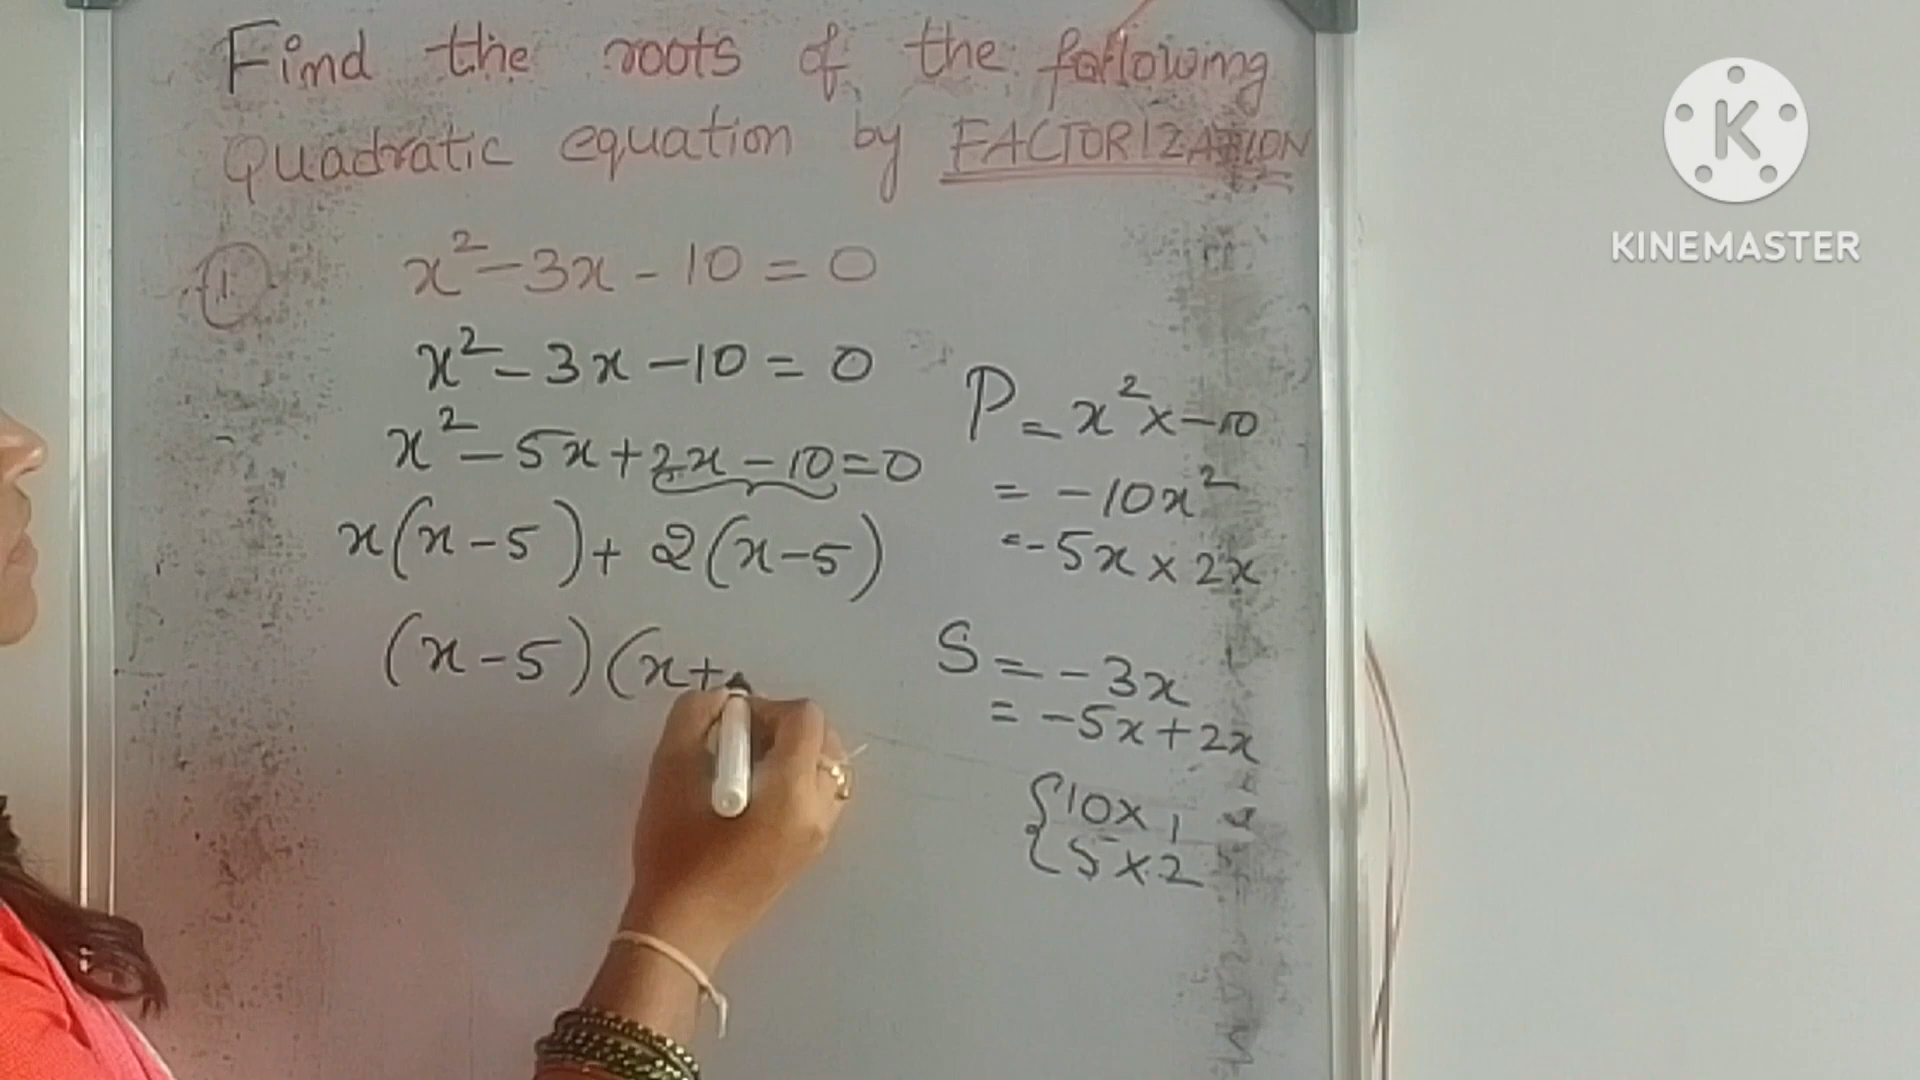 Find the roots of the following
Quadratic equation by FACTORIZATION
① x²-3x-10=0
x²-3x-10=0
x²-5x+2x-10=0
x(x-5)+2(x-5)
(x-5)(x+
P=x²x-10
=-10x²
=-5x×2x
S=-3x
=-5x+2x
{10×1
5×2
K
KINEMASTER